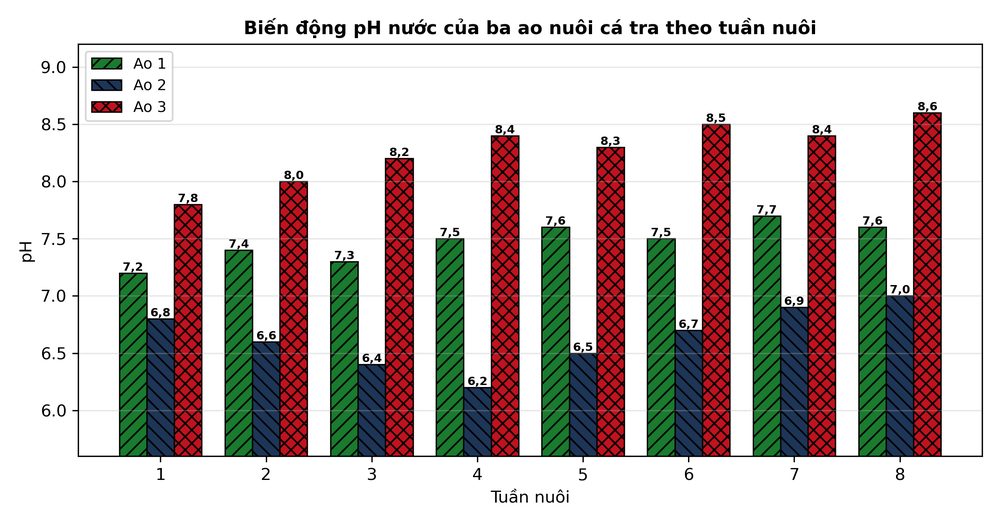 Biến động pH nước của ba ao nuôi cá tra theo tuần nuôi
Ao 1
Ao 2
Ao 3
pH
9.0
8.5
8.0
7.5
7.0
6.5
6.0
7,2 6,8 7,8
7,4 6,6 8,0
7,3 6,4 8,2
7,5 6,2 8,4
7,6 6,5 8,3
7,5 6,7 8,5
7,7 6,9 8,4
7,6 7,0 8,6
1 2 3 4 5 6 7 8
Tuần nuôi